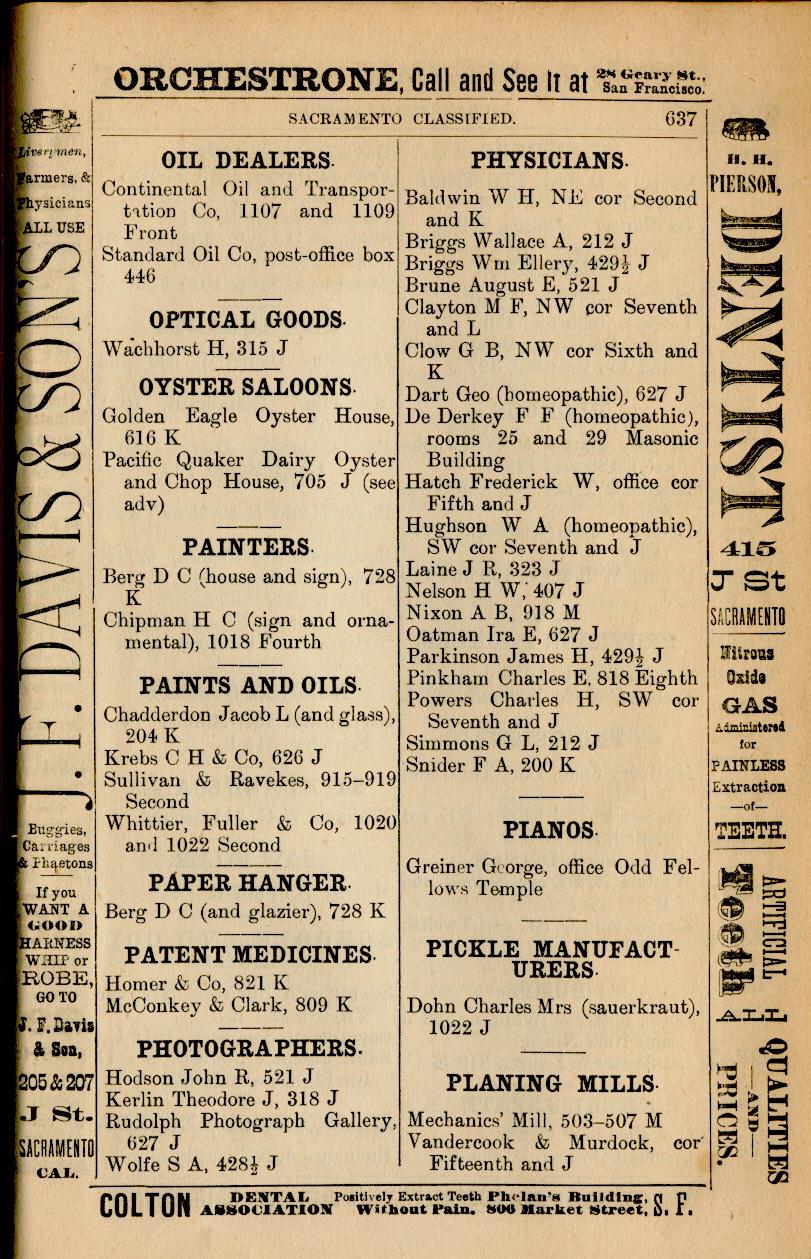 ORCHESTRONE, Call and See It at 28 Geary St., San Francisco.
SACRAMENTO CLASSIFIED. 637
Liverymen,
Farmers, &
Physicians
ALL USE
J. F. DAVIS & SON'S
Buggies,
Carriages
& Phaetons
If you
WANT A
GOOD
HARNESS
WHIP or
ROBE,
GO TO
J. F. Davis
& Son,
205 & 207
J St.
SACRAMENTO
CAL.
OIL DEALERS.
Continental Oil and Transpor-
tation Co, 1107 and 1109
Front
Standard Oil Co, post-office box
446
OPTICAL GOODS.
Wachhorst H, 315 J
OYSTER SALOONS.
Golden Eagle Oyster House,
616 K
Pacific Quaker Dairy Oyster
and Chop House, 705 J (see
adv)
PAINTERS.
Berg D C (house and sign), 728
K
Chipman H C (sign and orna-
mental), 1018 Fourth
PAINTS AND OILS.
Chadderdon Jacob L (and glass),
204 K
Krebs C H & Co, 626 J
Sullivan & Ravekes, 915-919
Second
Whittier, Fuller & Co, 1020
and 1022 Second
PAPER HANGER.
Berg D C (and glazier), 728 K
PATENT MEDICINES.
Homer & Co, 821 K
McConkey & Clark, 809 K
PHOTOGRAPHERS.
Hodson John R, 521 J
Kerlin Theodore J, 318 J
Rudolph Photograph Gallery,
627 J
Wolfe S A, 428½ J
PHYSICIANS.
Baldwin W H, NE cor Second
and K
Briggs Wallace A, 212 J
Briggs Wm Ellery, 429½ J
Brune August E, 521 J
Clayton M F, NW cor Seventh
and L
Clow G B, NW cor Sixth and
K
Dart Geo (homeopathic), 627 J
De Derkey F F (homeopathic),
rooms 25 and 29 Masonic
Building
Hatch Frederick W, office cor
Fifth and J
Hughson W A (homeopathic),
SW cor Seventh and J
Laine J R, 323 J
Nelson H W, 407 J
Nixon A B, 918 M
Oatman Ira E, 627 J
Parkinson James H, 429½ J
Pinkham Charles E, 818 Eighth
Powers Charles H, SW cor
Seventh and J
Simmons G L, 212 J
Snider F A, 200 K
PIANOS.
Greiner George, office Odd Fel-
lows Temple
PICKLE MANUFACT-
URERS.
Dohn Charles Mrs (sauerkraut),
1022 J
PLANING MILLS.
Mechanics' Mill, 503-507 M
Vandercook & Murdock, cor
Fifteenth and J
H. H.
PIERSON,
DENTIST
415
J St
SACRAMENTO
Nitrous
Oxide
GAS
Administered
for
PAINLESS
Extraction
—of—
TEETH.
ARTIFICIAL
Teeth
ALL
QUALITIES
—AND—
PRICES.
COLTON DENTAL ASSOCIATION Positively Extract Teeth Without Pain. Phelan's Building, 806 Market Street, S. F.